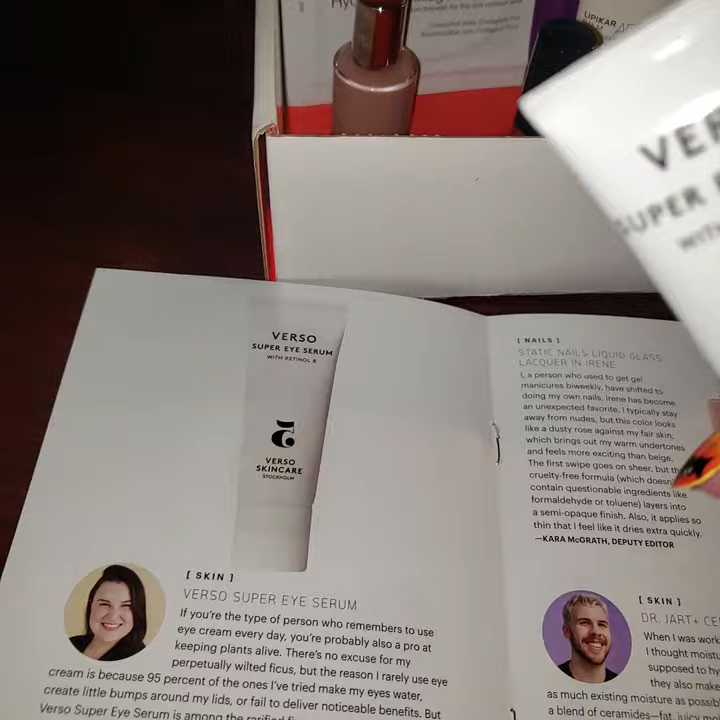 UPIKAR
VERSO
SUPER EYE SERUM
WITH RETINOL 8
VERSO
SKINCARE
STOCKHOLM
[ SKIN ]
VERSO SUPER EYE SERUM
If you're the type of person who remembers to use
eye cream every day, you're probably also a pro at
keeping plants alive. There's no excuse for my
perpetually wilted focus, but the reason I rarely use eye
cream is because 95 percent of the ones I've tried make my eyes water,
create little bumps around my lids, or fail to deliver noticeable benefits. But
Verso Super Eye Serum is among the rarified
[ NAILS ]
STATIC NAILS LIQUID GLASS
LACQUER IN IRENE
I, a person who used to get gel
manicures biweekly, have shifted to
doing my own nails. Irene has become
an unexpected favorite. I typically stay
away from nudes, but this color looks
like a dusty rose against my fair skin,
which brings out my warm undertones
and feels more exciting than beige.
The first swipe goes on sheer, but th
cruelty-free formula (which doesn'
contain questionable ingredients like
formaldehyde or toluene) layers into
a semi-opaque finish. Also, it applies so
thin that I feel like it dries extra quickly.
—KARA McGRATH, DEPUTY EDITOR
[ SKIN ]
DR. JART+ CE
When I was work
I thought moistu
supposed to hy
they also make
as much existing moisture as possib
a blend of ceramides—fat, juicy
VER
SUPER E
WITH